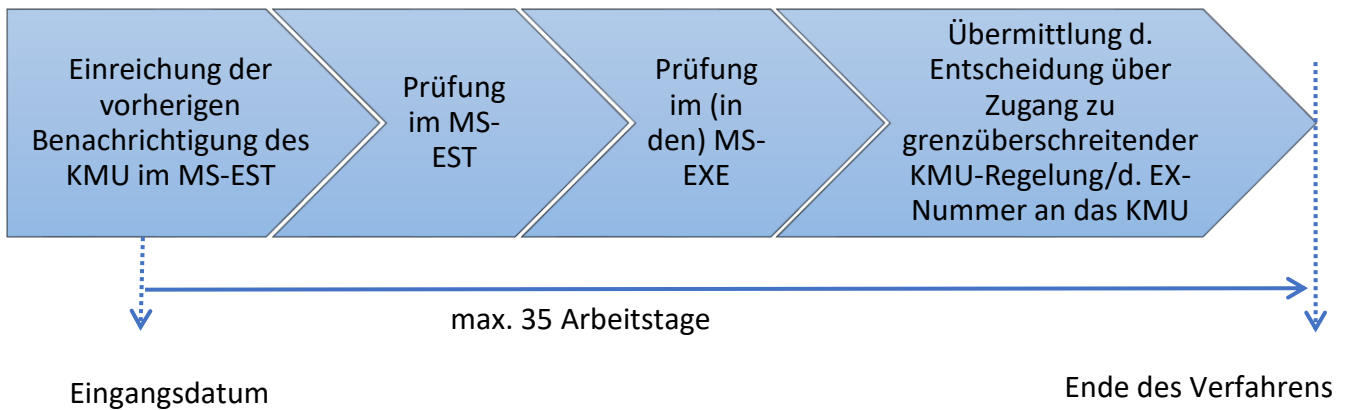 Einreichung der
vorherigen
Benachrichtigung des
KMU im MS-EST
Prüfung
im MS-
EST
Prüfung
im (in
den) MS-
EXE
Übermittlung d.
Entscheidung über
Zugang zu
grenzüberschreitender
KMU-Regelung/d. EX-
Nummer an das KMU
max. 35 Arbeitstage
Eingangsdatum
Ende des Verfahrens